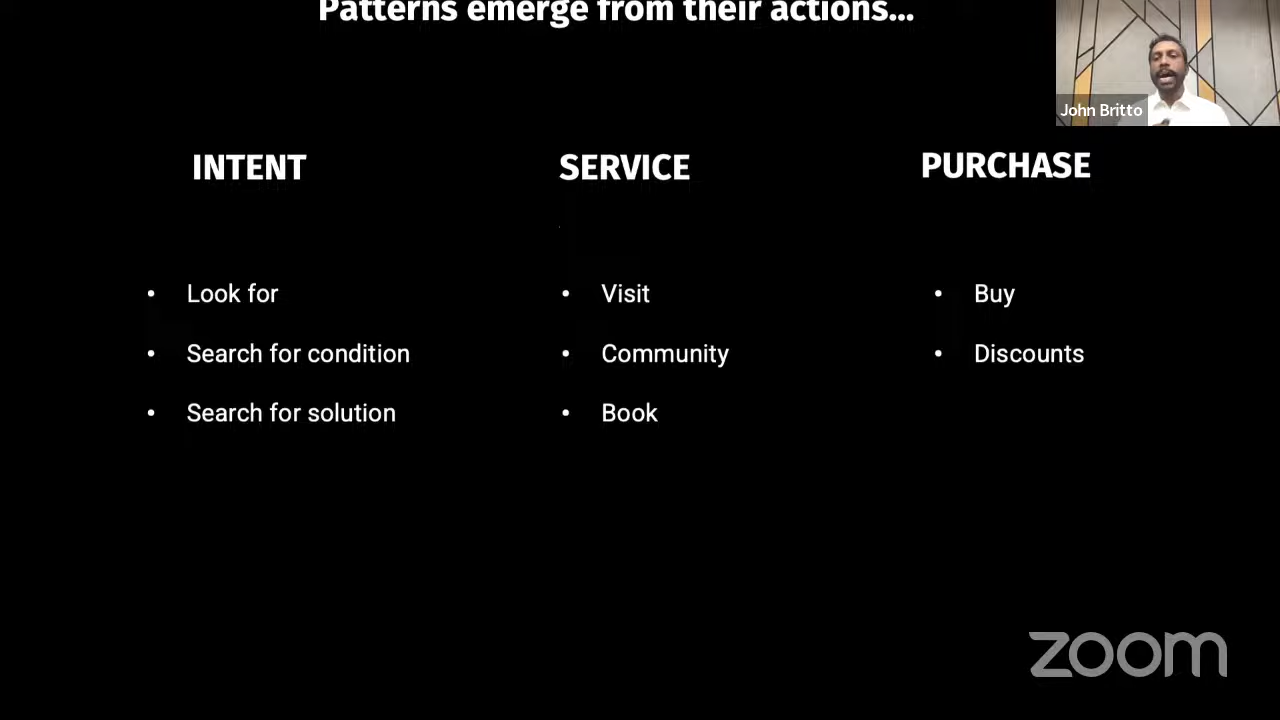 Patterns emerge from their actions...
John Britto
INTENT
SERVICE
PURCHASE
• Look for
• Search for condition
• Search for solution
• Visit
• Community
• Book
• Buy
• Discounts
zoom